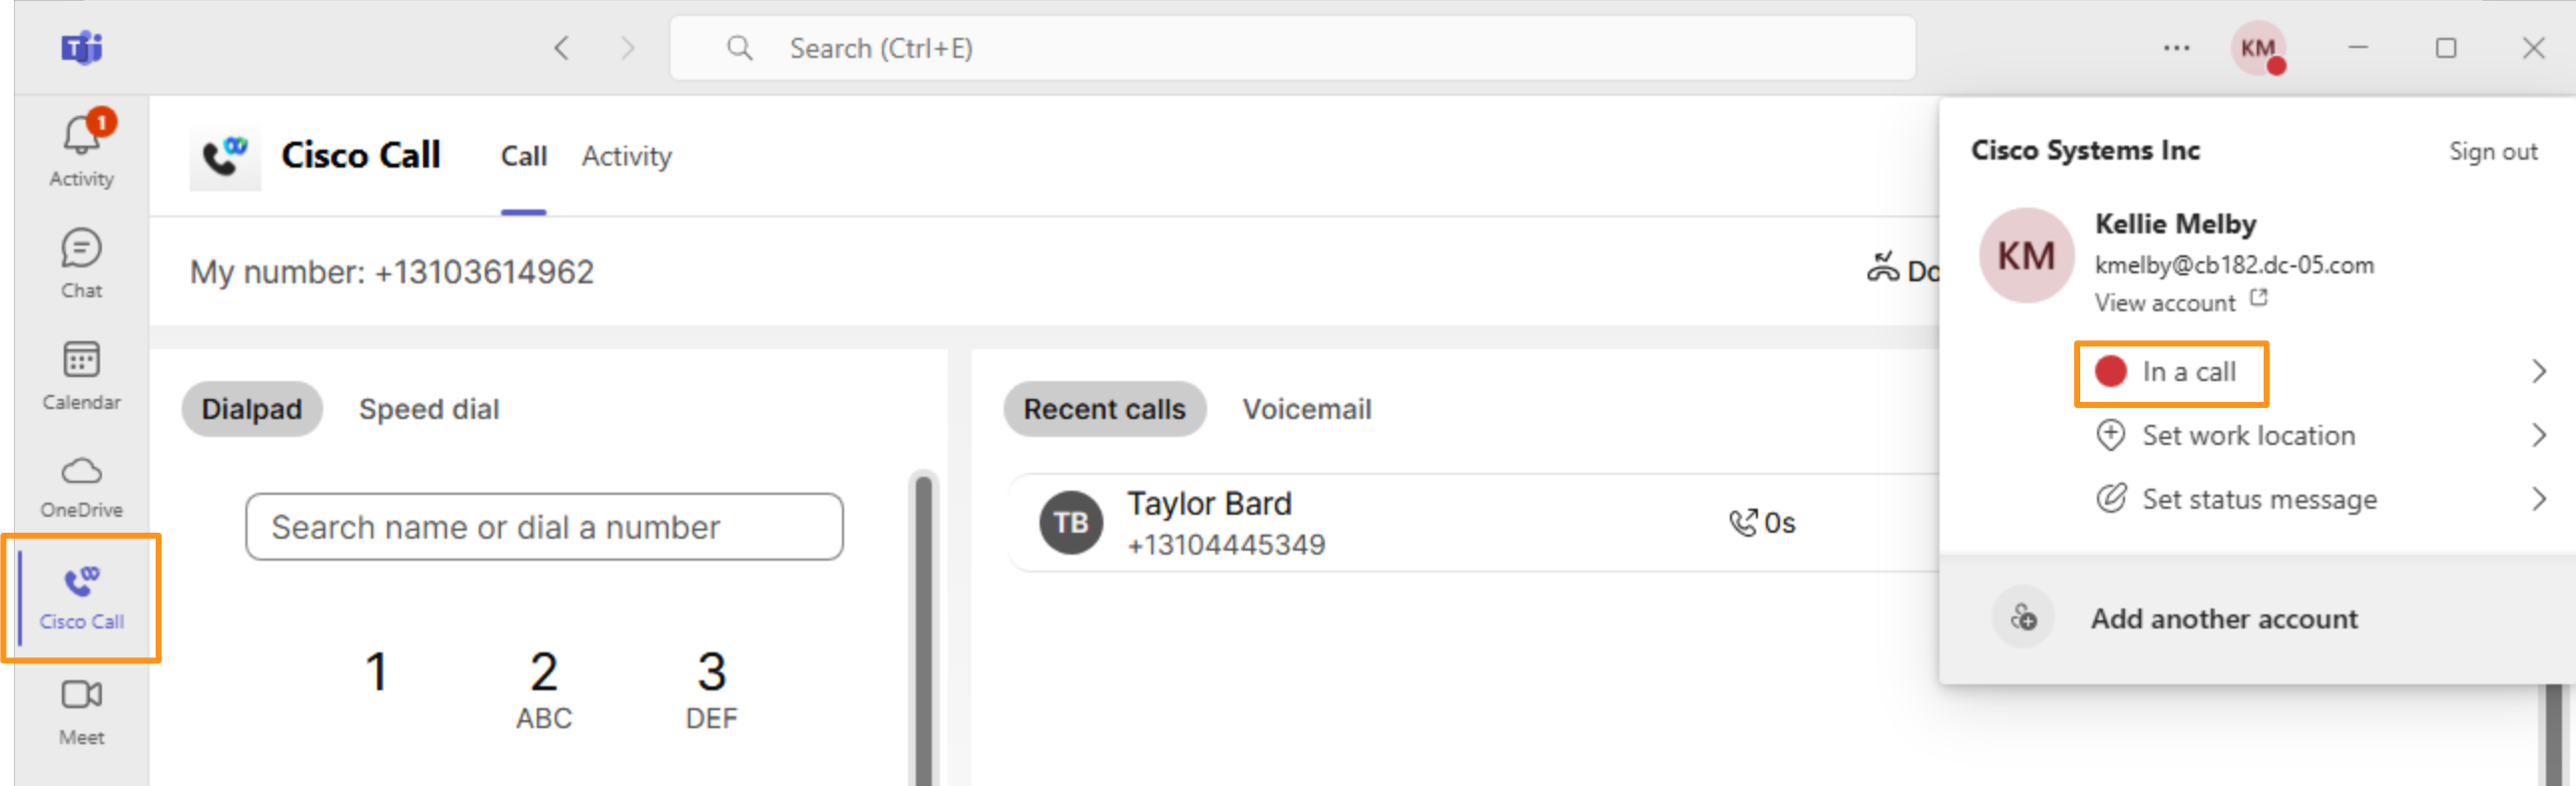 Search (Ctrl+E)
KM
1
Activity
Chat
Calendar
OneDrive
Cisco Call
Meet
Cisco Call
Call
Activity
My number: +13103614962
Do
Dialpad
Speed dial
Search name or dial a number
1
2
3
ABC
DEF
Recent calls
Voicemail
TB
Taylor Bard
+13104445349
0s
Cisco Systems Inc
Sign out
KM
Kellie Melby
kmelby@cb182.dc-05.com
View account
In a call
Set work location
Set status message
Add another account